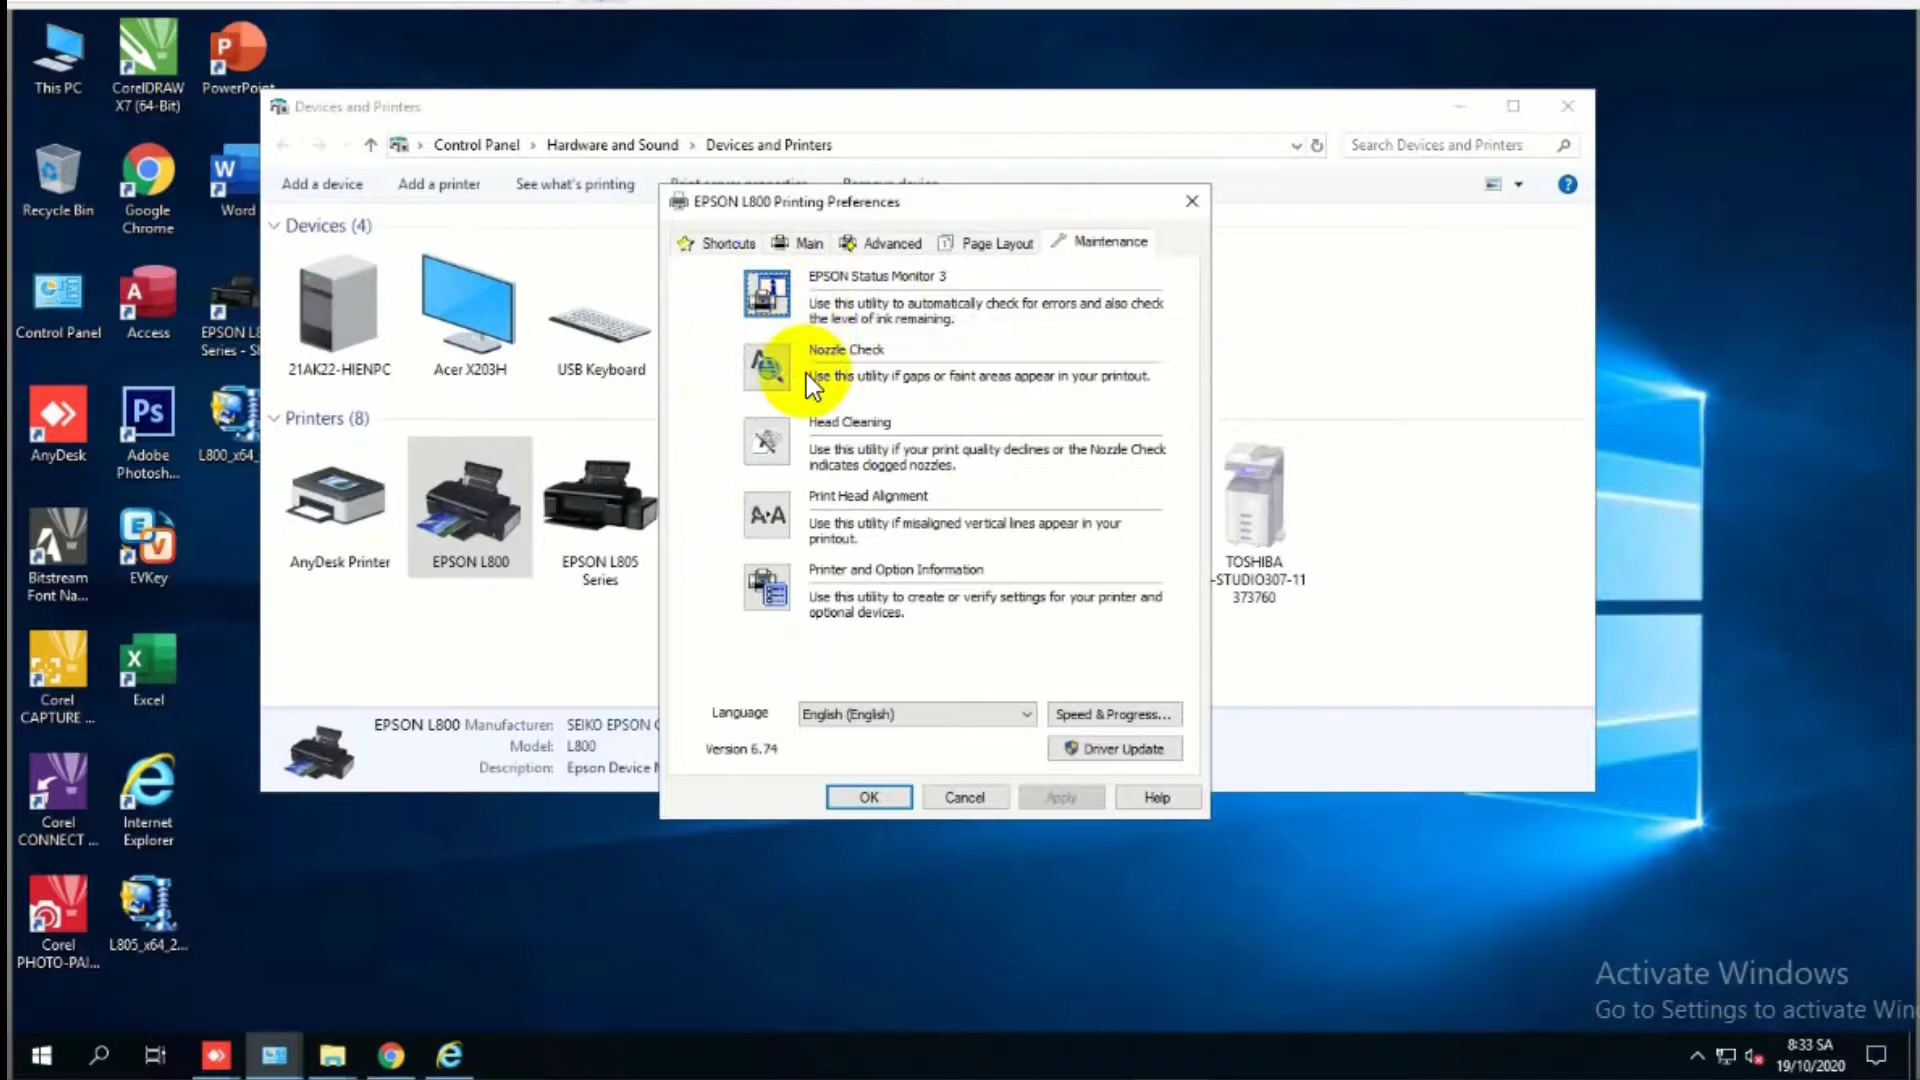 This PC
CorelDRAW
X7 (64-Bit)
PowerPoint
Recycle Bin
Google
Chrome
Word
Control Panel
Access
EPSON L8
Series - S
AnyDesk
Adobe
Photosh...
L800_x64_
Bitstream
Font Na...
EVKey
Corel
CAPTURE ...
Excel
Corel
CONNECT ...
Internet
Explorer
Corel
PHOTO-PAI...
L805_x64_2...
Devices and Printers
Control Panel
Hardware and Sound
Devices and Printers
Search Devices and Printers
Add a device
Add a printer
See what's printing
Print server properties
Remove device
Devices (4)
21AK22-HIENPC
Acer X203H
USB Keyboard
Printers (8)
AnyDesk Printer
EPSON L800
EPSON L805
Series
TOSHIBA
-STUDIO307-11
373760
EPSON L800
Manufacturer: SEIKO EPSON C
Model: L800
Description: Epson Device M
EPSON L800 Printing Preferences
Shortcuts
Main
Advanced
Page Layout
Maintenance
EPSON Status Monitor 3
Use this utility to automatically check for errors and also check
the level of ink remaining.
Nozzle Check
Use this utility if gaps or faint areas appear in your printout.
Head Cleaning
Use this utility if your print quality declines or the Nozzle Check
indicates clogged nozzles.
Print Head Alignment
Use this utility if misaligned vertical lines appear in your
printout.
Printer and Option Information
Use this utility to create or verify settings for your printer and
optional devices.
Language
English (English)
Speed & Progress...
Version 6.74
Driver Update
OK
Cancel
Apply
Help
Activate Windows
Go to Settings to activate Win
8:33 SA
19/10/2020